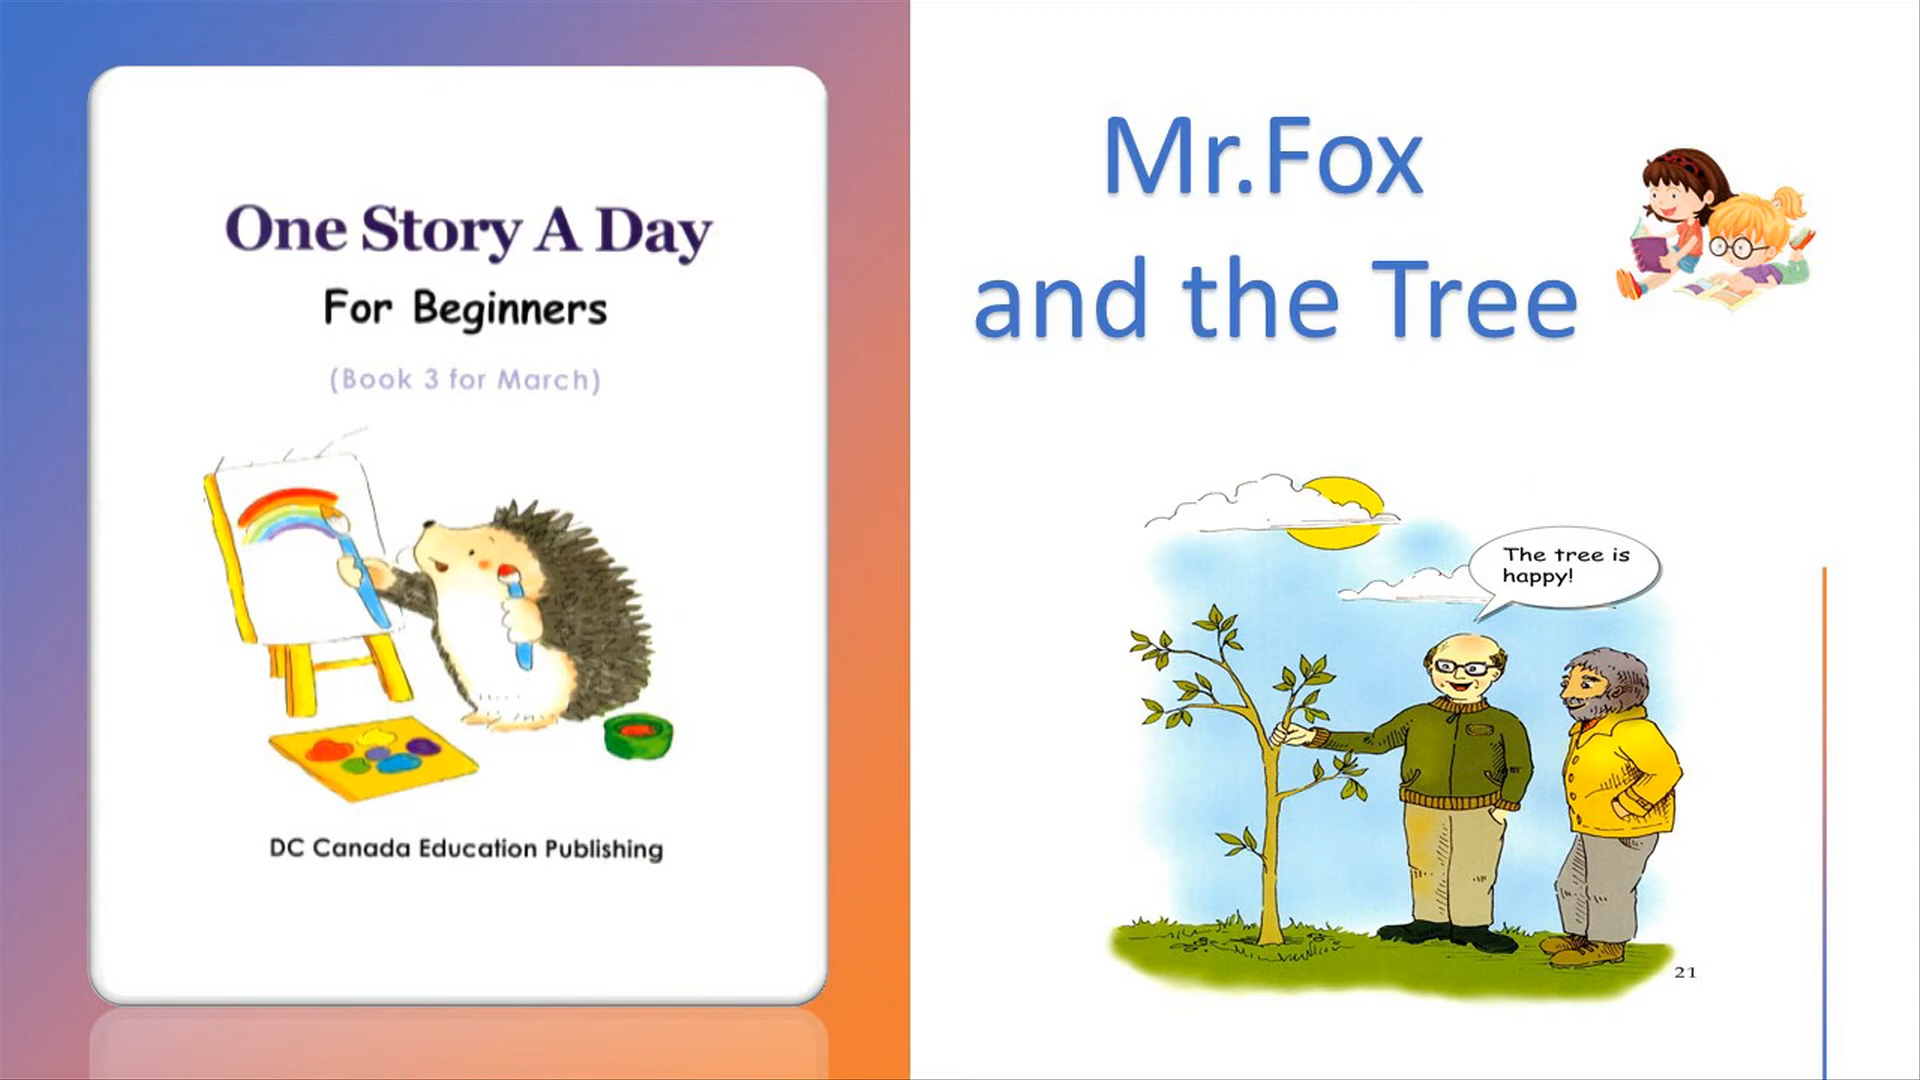 One Story A Day
For Beginners
(Book 3 for March)
DC Canada Education Publishing
Mr.Fox
and the Tree
The tree is
happy!
21